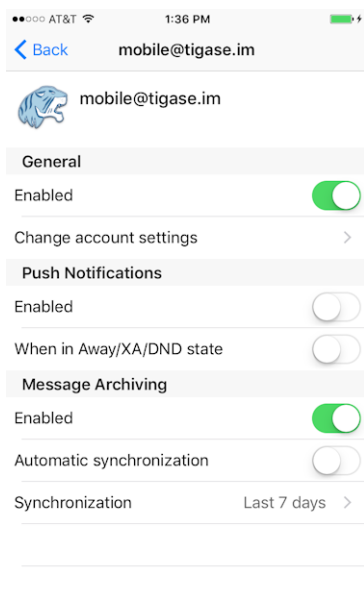 AT&T 1:36 PM
Back mobile@tigase.im
mobile@tigase.im
General
Enabled
Change account settings
Push Notifications
Enabled
When in Away/XA/DND state
Message Archiving
Enabled
Automatic synchronization
Synchronization Last 7 days